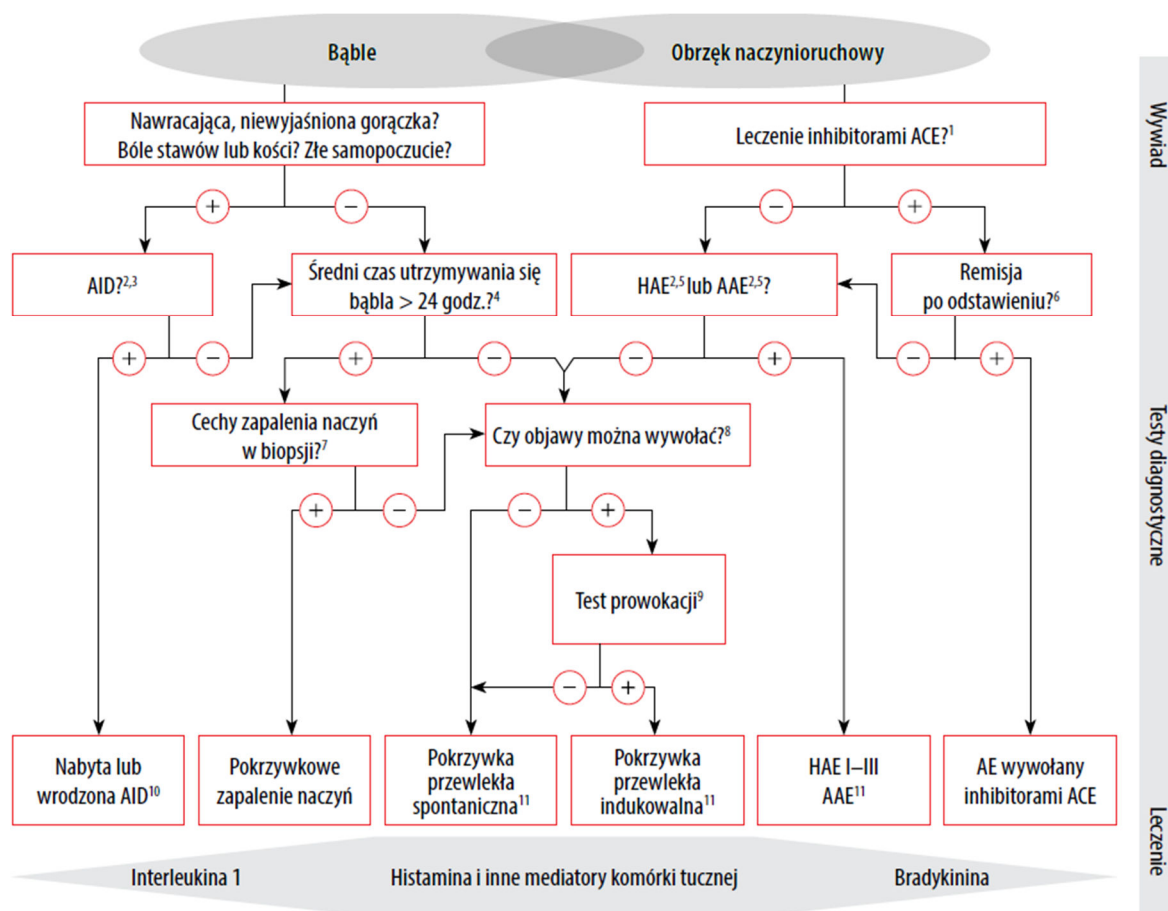 Bąble
Obrzęk naczynioruchowy
Wywiad
Nawracająca, niewyjaśniona gorączka?
Bóle stawów lub kości? Złe samopoczucie?
Leczenie inhibitorami ACE?¹
+
−
−
+
AID?²,³
Średni czas utrzymywania się
bąbla > 24 godz.?⁴
HAE²,⁵ lub AAE²,⁵?
Remisja
po odstawieniu?⁶
+
−
+
−
−
+
−
+
Testy diagnostyczne
Cechy zapalenia naczyń
w biopsji?⁷
Czy objawy można wywołać?⁸
+
−
−
+
Test prowokacji⁹
−
+
Nabyta lub
wrodzona AID¹⁰
Pokrzywkowe
zapalenie naczyń
Pokrzywka
przewlekła
spontaniczna¹¹
Pokrzywka
przewlekła
indukowalna¹¹
HAE I–III
AAE¹¹
AE wywołany
inhibitorami ACE
Leczenie
Interleukina 1
Histamina i inne mediatory komórki tucznej
Bradykinina